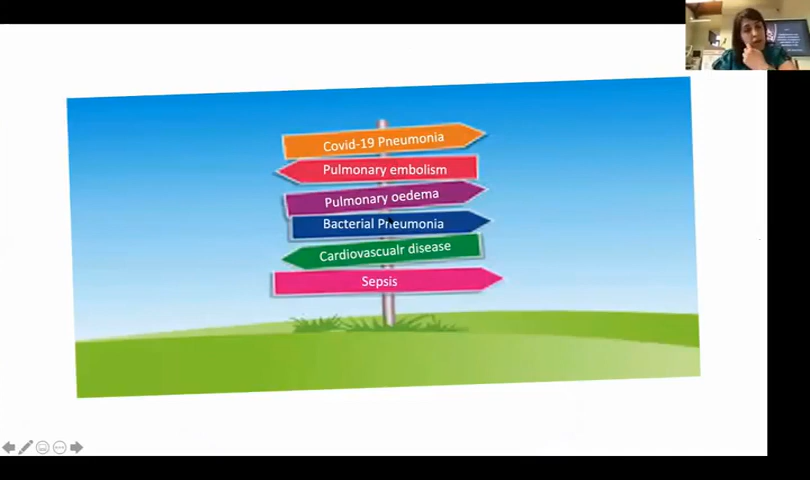 Covid-19 Pneumonia
Pulmonary embolism
Pulmonary oedema
Bacterial Pneumonia
Cardiovascualr disease
Sepsis